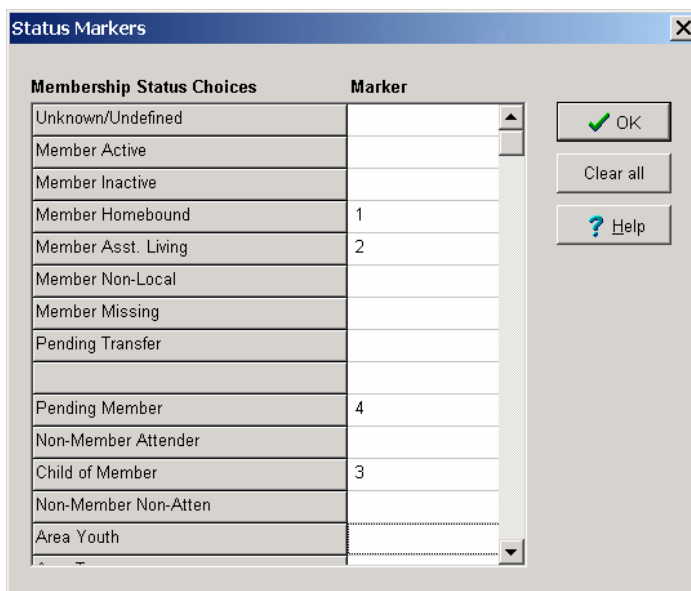 Status Markers
Membership Status Choices Marker
Unknown/Undefined
OK
Member Active
Member Inactive
Clear all
Member Homebound 1
Help
Member Asst. Living 2
Member Non-Local
Member Missing
Pending Transfer
Pending Member 4
Non-Member Attender
Child of Member 3
Non-Member Non-Atten
Area Youth